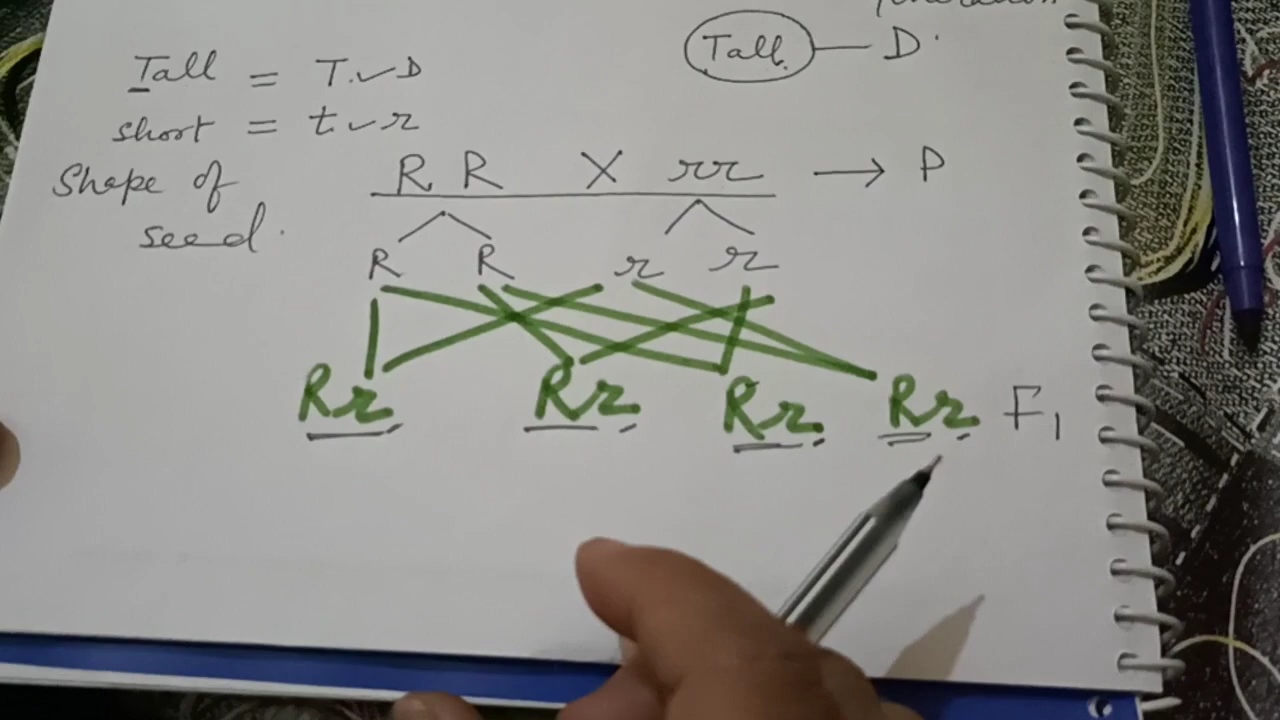 Tall — D.
Tall = T. ✓ D
short = t. ✓ r
Shape of seed.
R R X rr → P
R R r r
Rr Rr Rr Rr F1